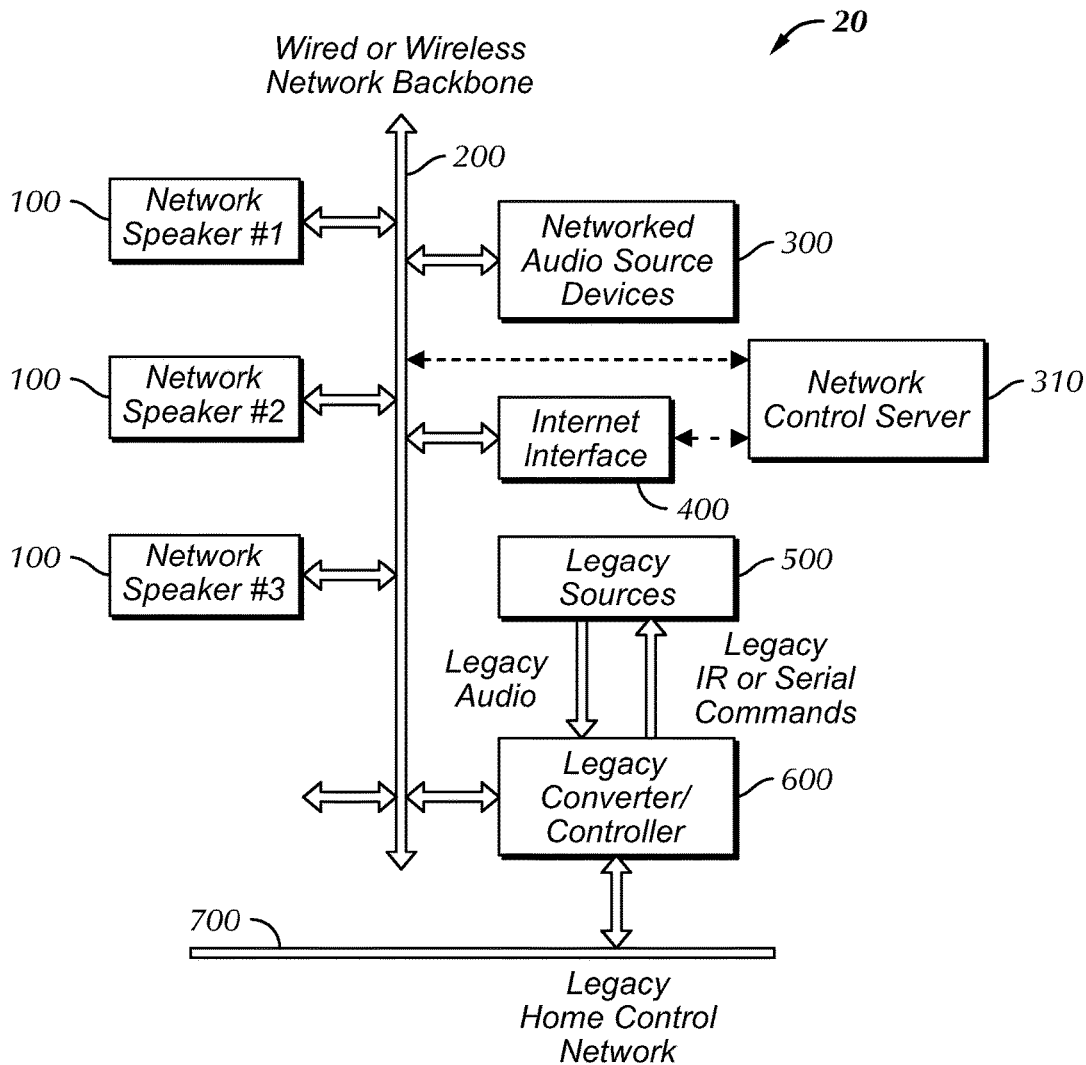 20
Wired or Wireless
Network Backbone
200
100
Network
Speaker #1
Networked
Audio Source
Devices
300
100
Network
Speaker #2
Network
Control Server
310
Internet
Interface
400
100
Network
Speaker #3
Legacy
Sources
500
Legacy
Audio
Legacy
IR or Serial
Commands
Legacy
Converter/
Controller
600
700
Legacy
Home Control
Network